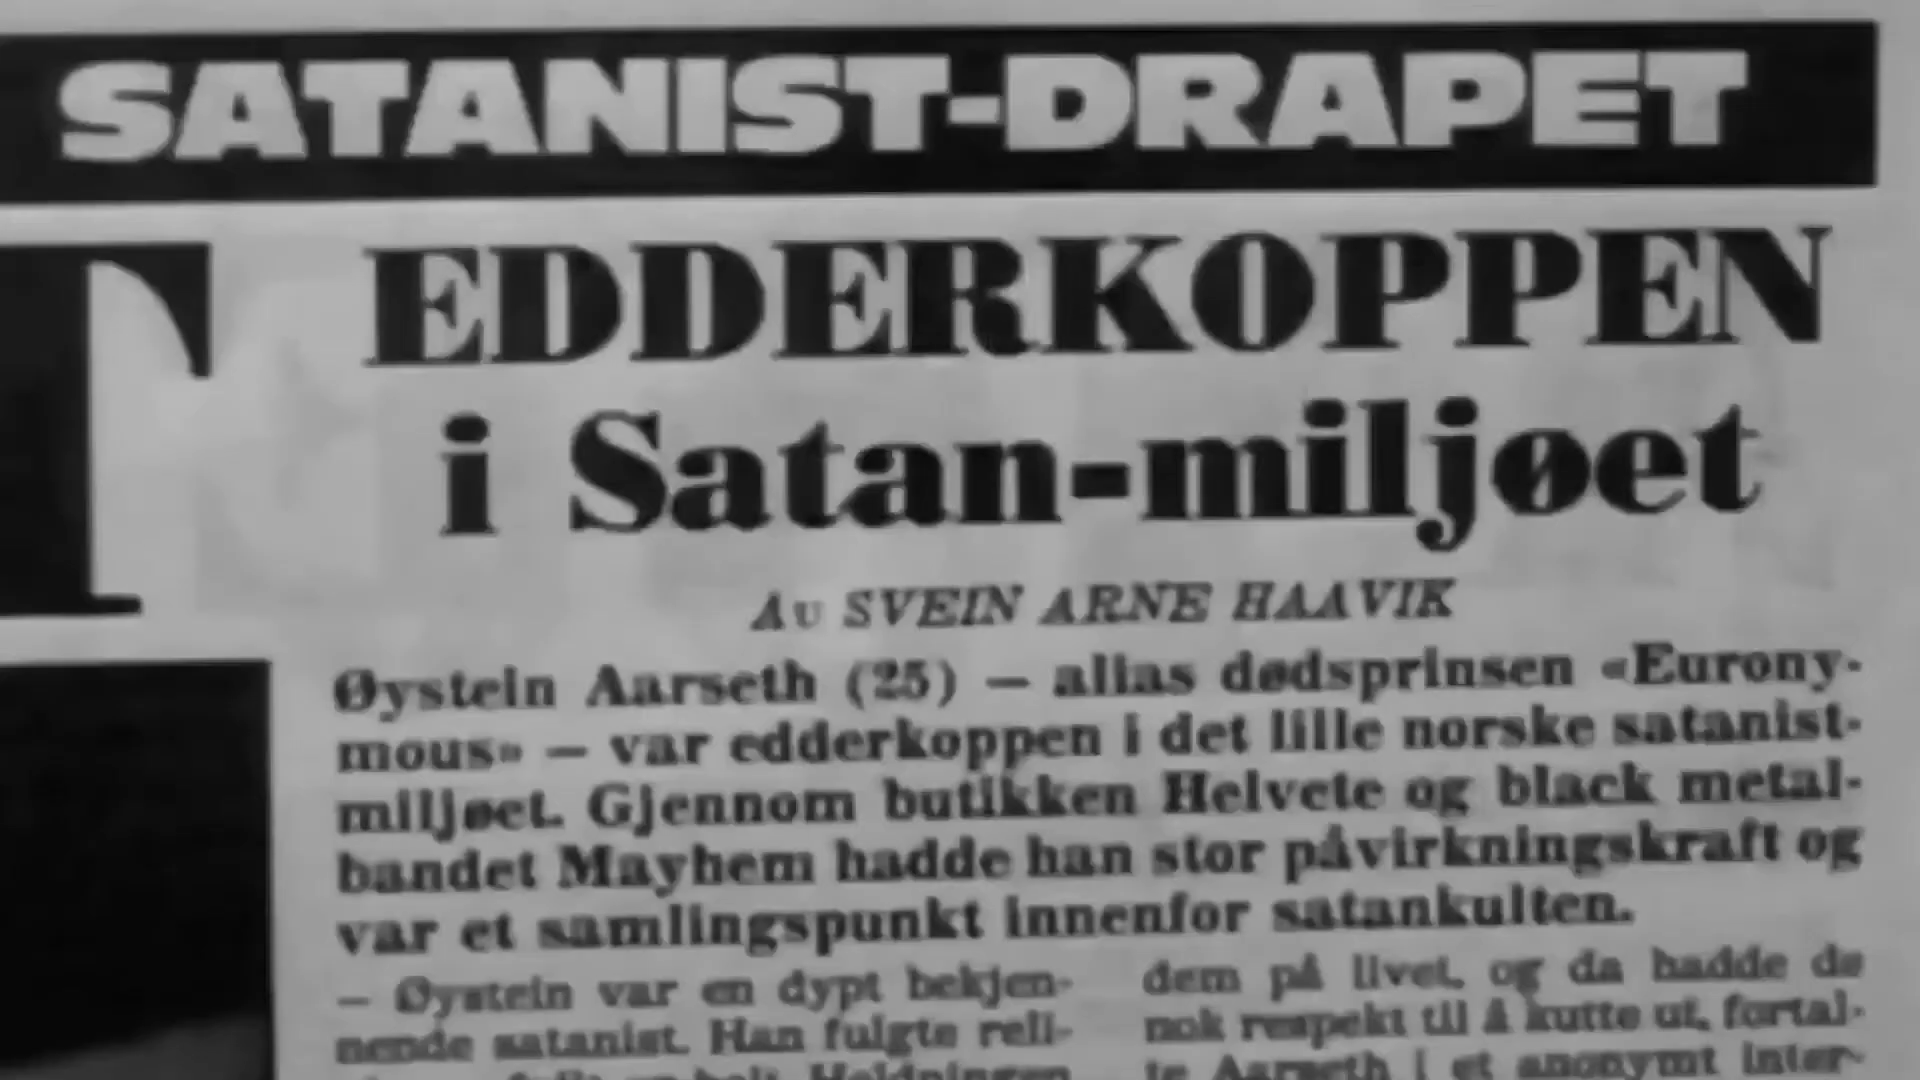 SATANIST-DRAPET
EDDERKOPPEN
i Satan-miljøet
Av SVEIN ARNE HAAVIK
Øystein Aarseth (25) — alias dødsprinsen «Eurony-
mous» — var edderkoppen i det lille norske satanist-
miljøet. Gjennom butikken Helvete og black metal-
bandet Mayhem hadde han stor påvirkningskraft og
var et samlingspunkt innenfor satankulten.
— Øystein var en dypt bekjen-
nende satanist. Han fulgte reli-
Holdningen
dem på livet, og da hadde de
nok respekt til å kutte ut, fortal-
te Aarseth i et anonymt inter-